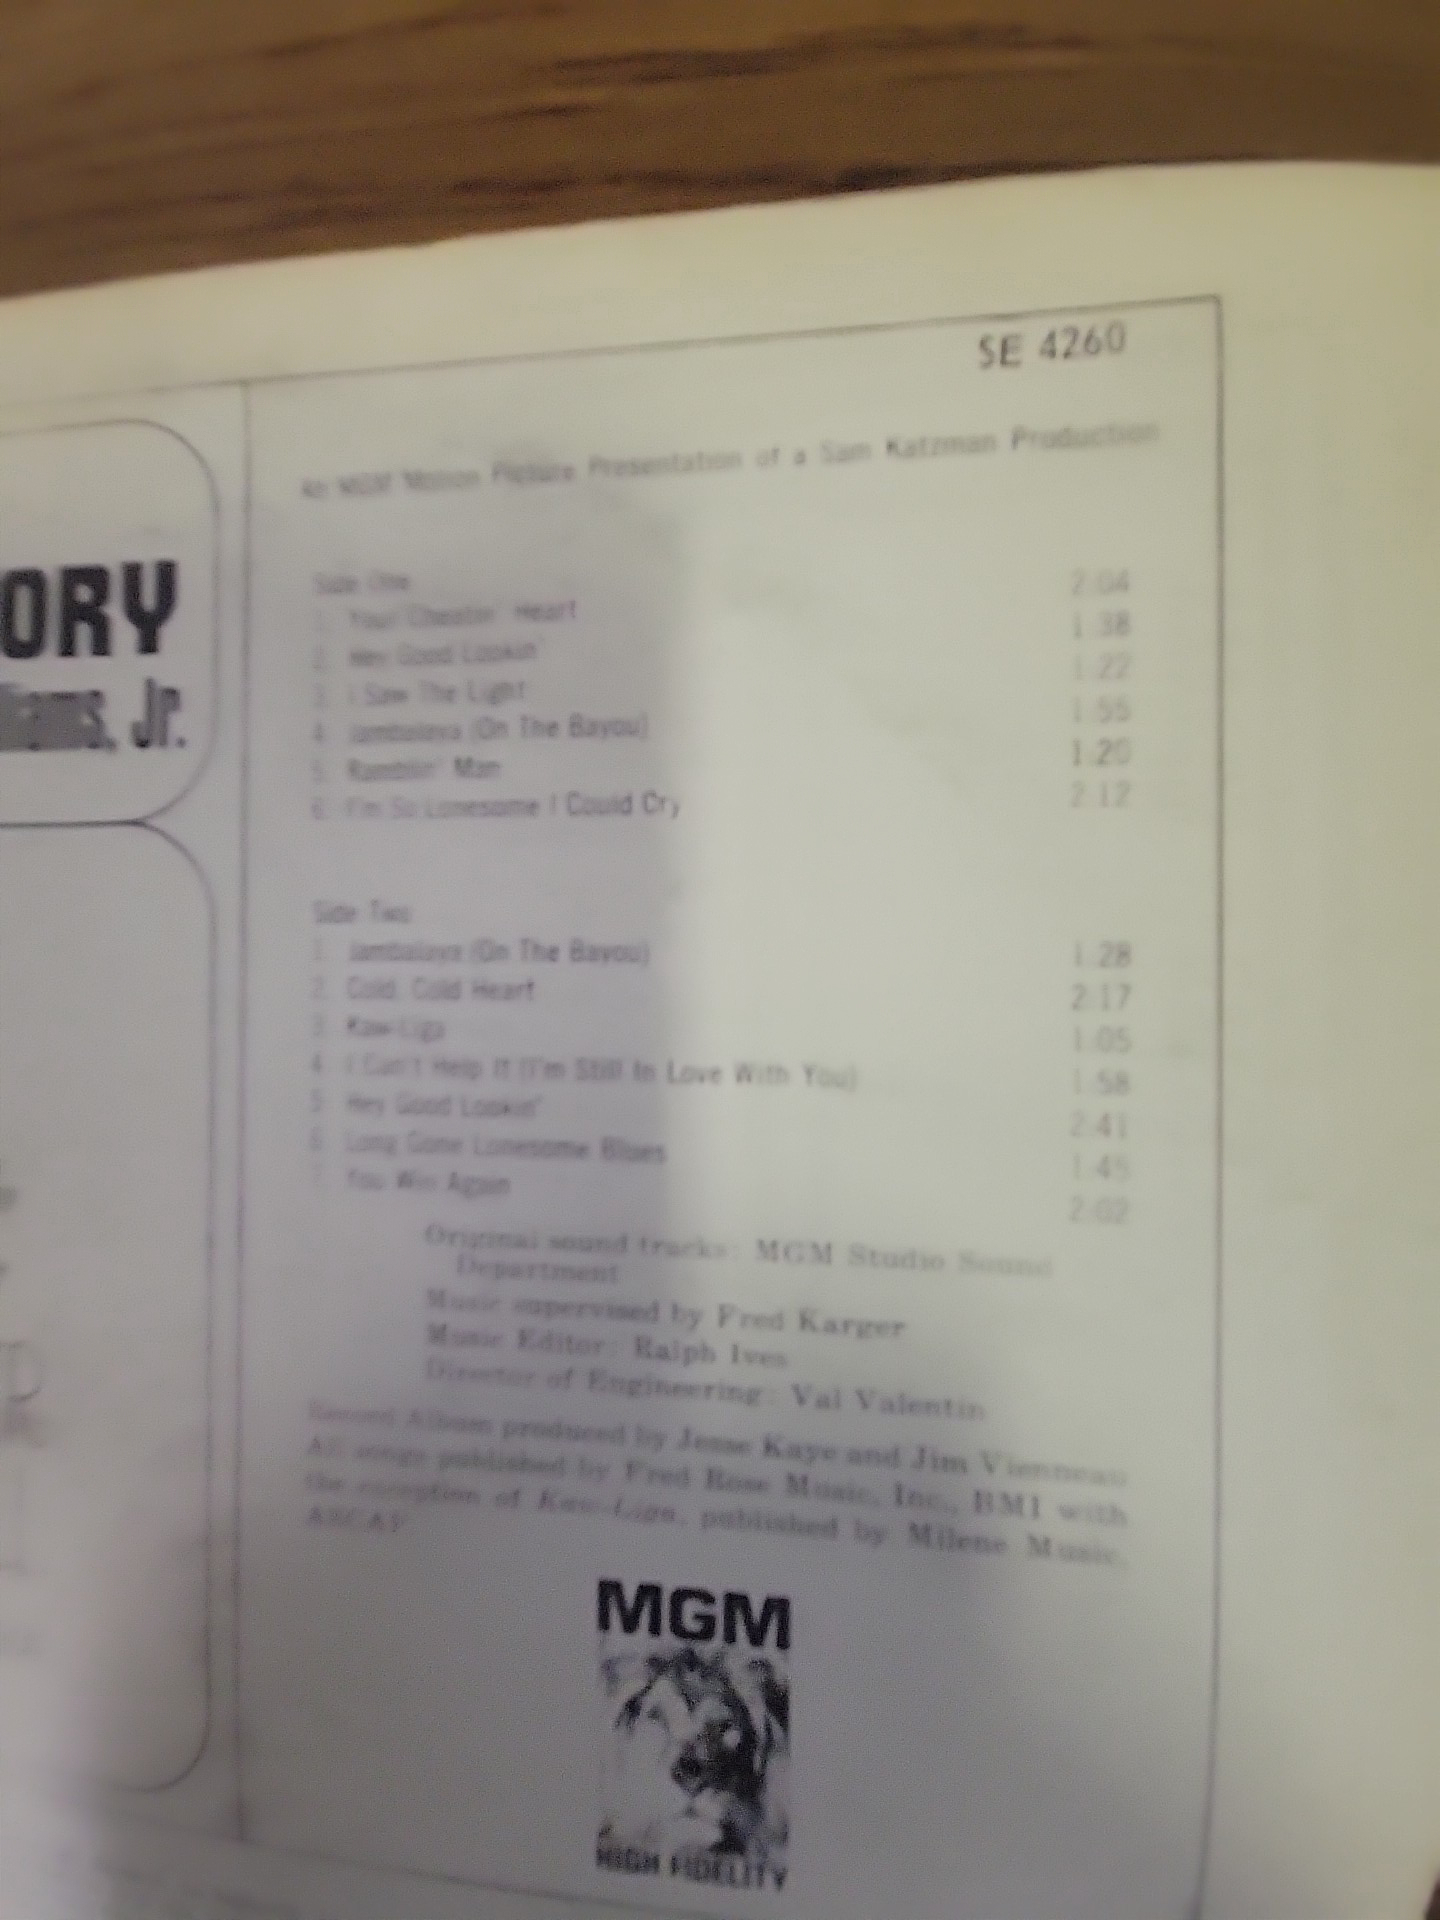 SE 4260
An MGM Motion Picture Presentation of a Sam Katzman Production
ORY
liams, Jr.
Side One
1. Your Cheatin' Heart 2:04
2. Hey Good Lookin' 1:38
3. I Saw The Light 1:22
4. Jambalaya (On The Bayou) 1:55
5. Ramblin' Man 1:20
6. I'm So Lonesome I Could Cry 2:12
Side Two
1. Jambalaya (On The Bayou) 1:28
2. Cold, Cold Heart 2:17
3. Kaw-Liga 1:05
4. I Can't Help It (I'm Still In Love With You) 1:58
5. Hey Good Lookin' 2:41
6. Long Gone Lonesome Blues 1:45
7. You Win Again 2:02
Original sound tracks: MGM Studio Sound
Department
Music supervised by Fred Karger
Music Editor: Ralph Ives
Director of Engineering: Val Valentin
Record Album produced by Jesse Kaye and Jim Vienneau
All songs published by Fred Rose Music, Inc., BMI with
the exception of Kaw-Liga, published by Milene Music,
ASCAP
MGM
HIGH FIDELITY